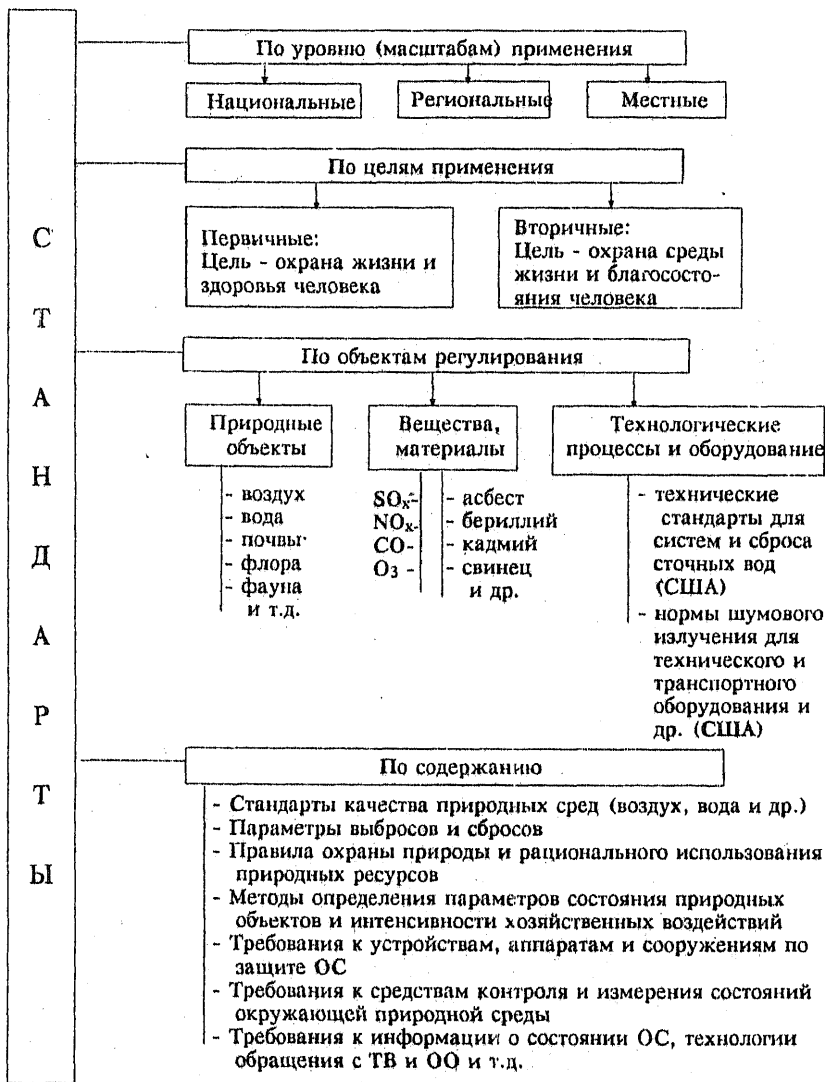 СТАНДАРТЫ
По уровню (масштабам) применения
Национальные
Региональные
Местные
По целям применения
Первичные:
Цель - охрана жизни и
здоровья человека
Вторичные:
Цель - охрана среды
жизни и благососто-
яния человека
По объектам регулирования
Природные
объекты
- воздух
- вода
- почвы
- флора
- фауна
и т.д.
Вещества,
материалы
SOx-
NOx-
CO-
O3 -
- асбест
- бериллий
- кадмий
- свинец
и др.
Технологические
процессы и оборудование
- технические
стандарты для
систем и сброса
сточных вод
(США)
- нормы шумового
излучения для
технического и
транспортного
оборудования и
др. (США)
По содержанию
- Стандарты качества природных сред (воздух, вода и др.)
- Параметры выбросов и сбросов
- Правила охраны природы и рационального использования
природных ресурсов
- Методы определения параметров состояния природных
объектов и интенсивности хозяйственных воздействий
- Требования к устройствам, аппаратам и сооружениям по
защите ОС
- Требования к средствам контроля и измерения состояний
окружающей природной среды
- Требования к информации о состоянии ОС, технологии
обращения с ТВ и ОО и т.д.